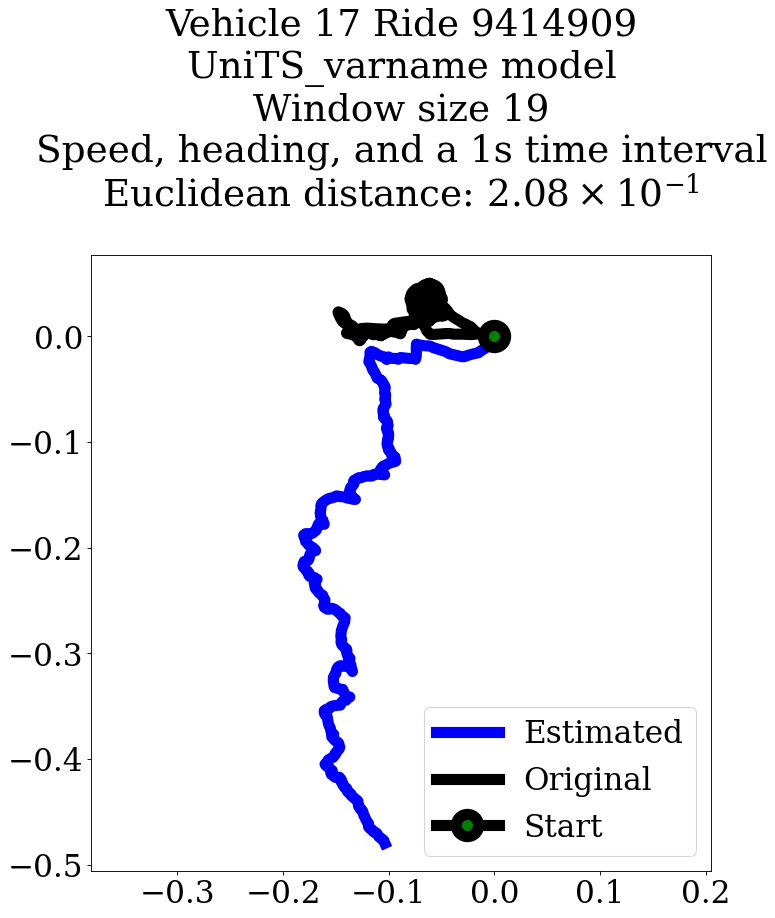 Vehicle 17 Ride 9414909
UniTS_varname model
Window size 19
Speed, heading, and a 1s time interval
Euclidean distance: 2.08 × 10⁻¹
0.0
−0.1
−0.2
−0.3
−0.4
−0.5
Estimated
Original
Start
−0.3 −0.2 −0.1 0.0 0.1 0.2